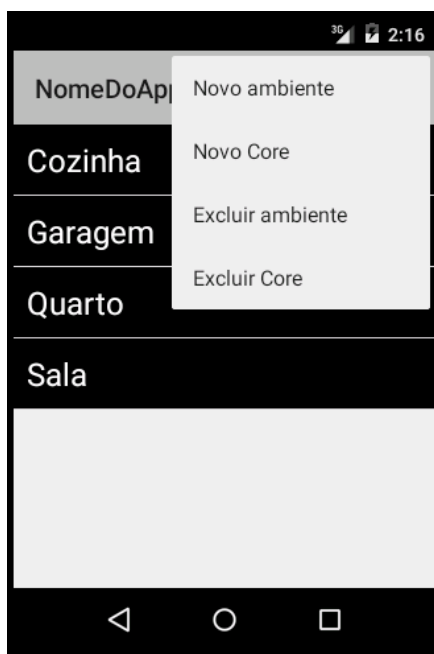 3G 2:16
NomeDoApp
Novo ambiente
Novo Core
Excluir ambiente
Excluir Core
Cozinha
Garagem
Quarto
Sala